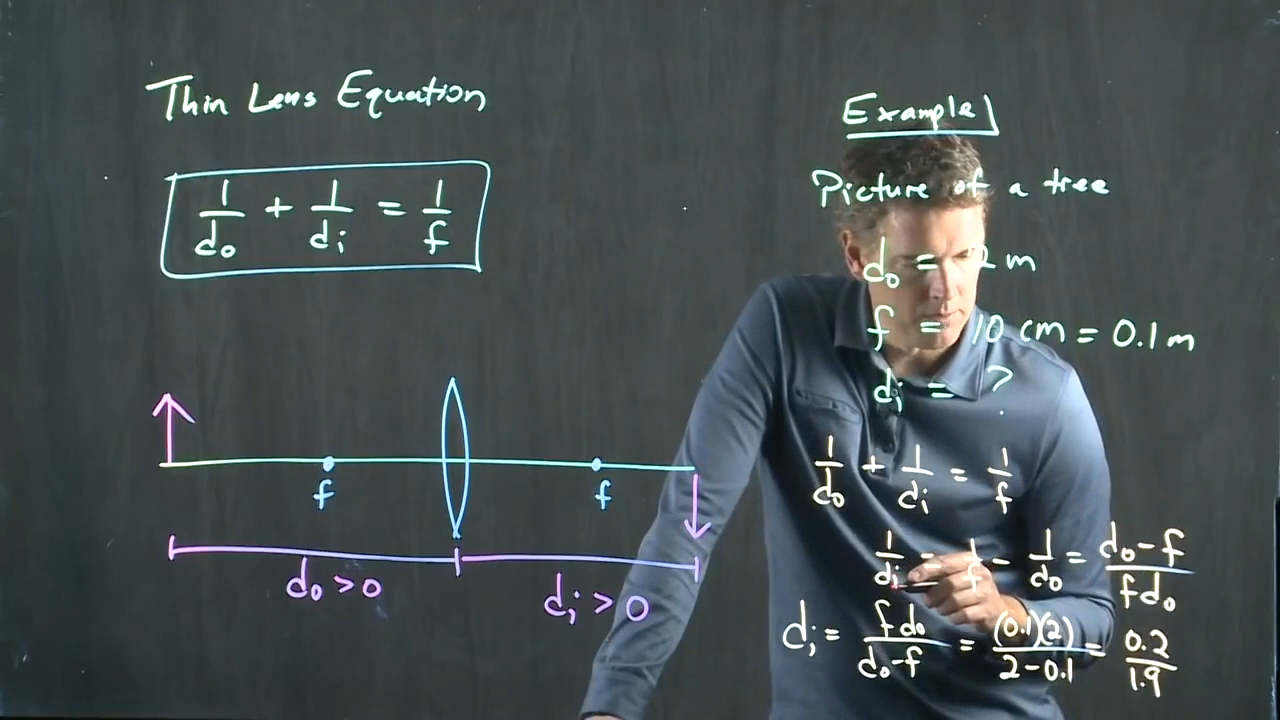 Thin Lens Equation
1/do + 1/di = 1/f
f f
do > 0 di > 0
Example
Picture of a tree
do = 2 m
f = 10 cm = 0.1 m
di = ?
1/do + 1/di = 1/f
1/di = 1/f - 1/do = do-f/fdo
di = fdo/do-f = (0.1)(2)/2-0.1 = 0.2/1.9